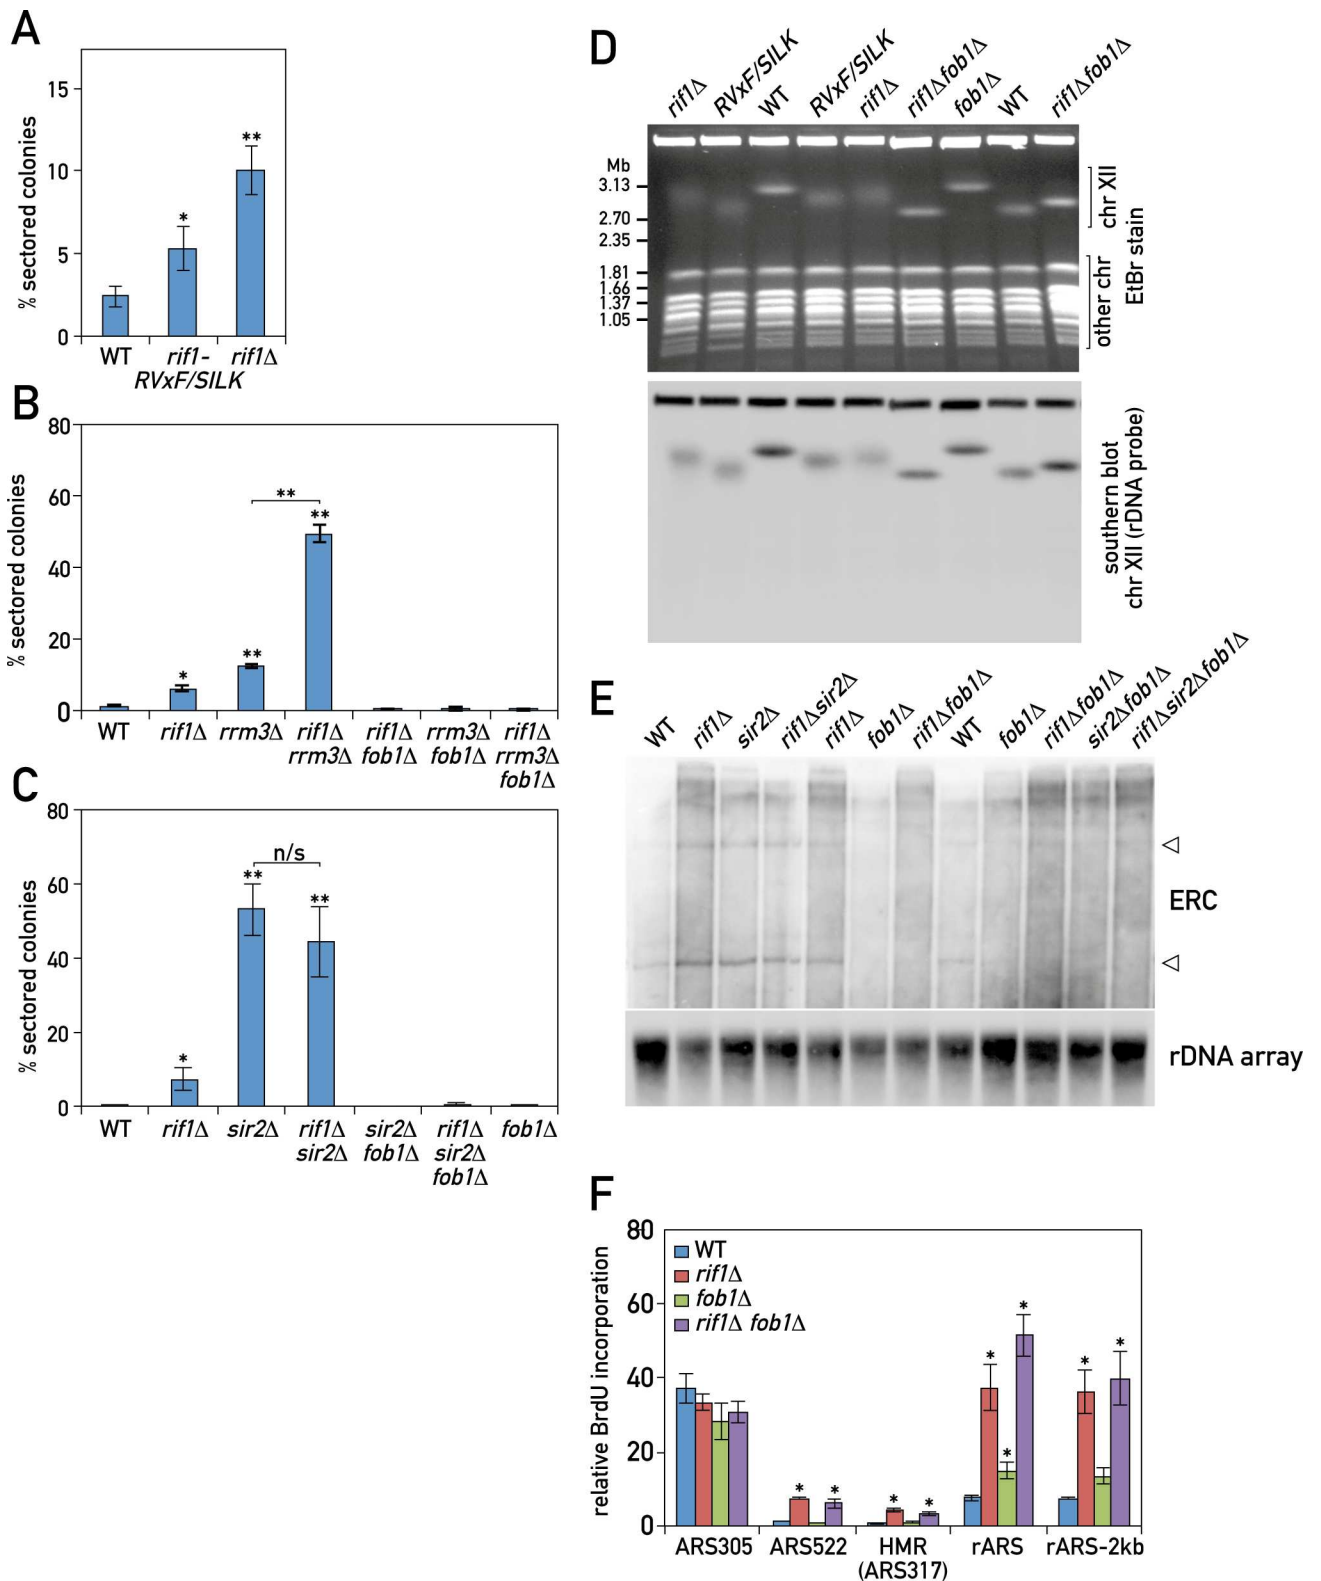 A
% sectored colonies
15
10
5
0
*
**
WT
rif1-
RVxF/SILK
rif1Δ
B
% sectored colonies
80
60
40
20
0
*
**
**
**
WT
rif1Δ
rrm3Δ
rif1Δ
rrm3Δ
rif1Δ
fob1Δ
rrm3Δ
fob1Δ
rif1Δ
rrm3Δ
fob1Δ
C
% sectored colonies
80
60
40
20
0
*
**
n/s
**
WT
rif1Δ
sir2Δ
rif1Δ
sir2Δ
sir2Δ
fob1Δ
rif1Δ
sir2Δ
fob1Δ
fob1Δ
D
rif1Δ
RVxF/SILK
WT
RVxF/SILK
rif1Δ
rif1Δfob1Δ
fob1Δ
WT
rif1Δfob1Δ
Mb
3.13
2.70
2.35
1.81
1.66
1.37
1.05
chr XII
other chr
EtBr stain
southern blot
chr XII (rDNA probe)
E
WT
rif1Δ
sir2Δ
rif1Δsir2Δ
rif1Δ
fob1Δ
rif1Δfob1Δ
WT
fob1Δ
rif1Δfob1Δ
sir2Δfob1Δ
rif1Δsir2Δfob1Δ
ERC
rDNA array
F
relative BrdU incorporation
80
60
40
20
0
WT
rif1Δ
fob1Δ
rif1Δ fob1Δ
*
*
*
*
*
*
*
*
*
ARS305
ARS522
HMR
(ARS317)
rARS
rARS-2kb